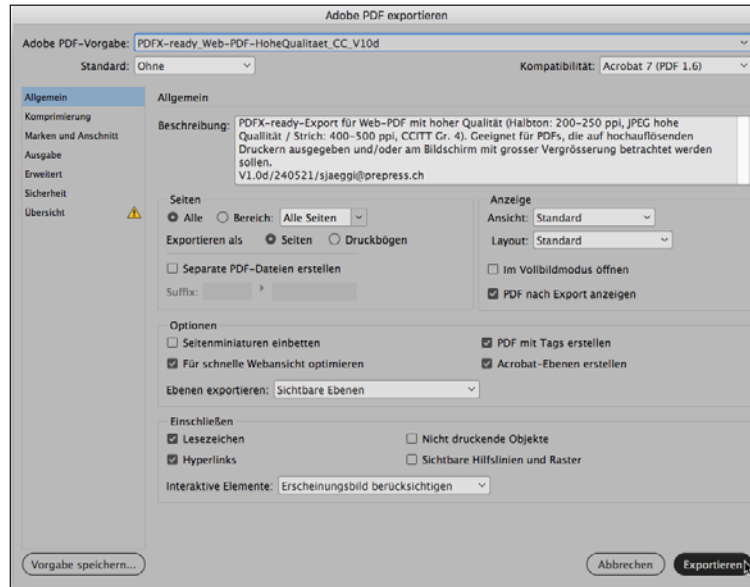 Adobe PDF exportieren
Adobe PDF-Vorgabe: PDFX-ready_Web-PDF-HoheQualitaet_CC_V10d
Standard: Ohne
Kompatibilität: Acrobat 7 (PDF 1.6)
Allgemein
Komprimierung
Marken und Anschnitt
Ausgabe
Erweitert
Sicherheit
Übersicht
Allgemein
Beschreibung: PDFX-ready-Export für Web-PDF mit hoher Qualität (Halbton: 200-250 ppi, JPEG hohe
Quallität / Strich: 400-500 ppi, CCITT Gr. 4). Geeignet für PDFs, die auf hochauflösenden
Druckern ausgegeben und/oder am Bildschirm mit grosser Vergrösserung betrachtet werden
sollen.
V1.0d/240521/sjaeggi@prepress.ch
Seiten
Alle Bereich: Alle Seiten
Exportieren als Seiten Druckbögen
Separate PDF-Dateien erstellen
Suffix:
Anzeige
Ansicht: Standard
Layout: Standard
Im Vollbildmodus öffnen
PDF nach Export anzeigen
Optionen
Seitenminiaturen einbetten
PDF mit Tags erstellen
Für schnelle Webansicht optimieren
Acrobat-Ebenen erstellen
Ebenen exportieren: Sichtbare Ebenen
Einschließen
Lesezeichen
Nicht druckende Objekte
Hyperlinks
Sichtbare Hilfslinien und Raster
Interaktive Elemente: Erscheinungsbild berücksichtigen
Vorgabe speichern...
Abbrechen
Exportieren